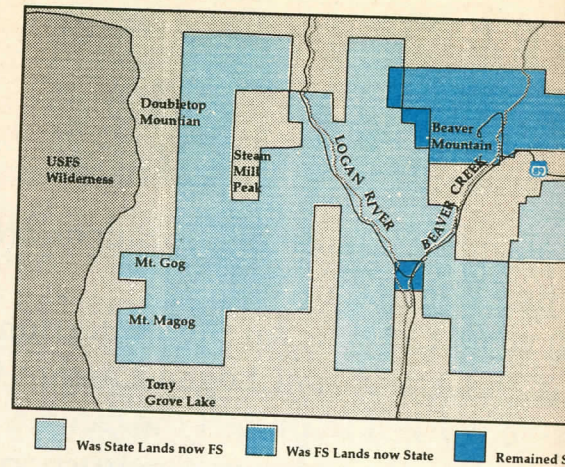 Doubletop
Mountian
USFS
Wilderness
Steam
Mill
Peak
Beaver
Mountain
LOGAN RIVER
BEAVER CREEK
Mt. Gog
Mt. Magog
Tony
Grove Lake
Was State Lands now FS
Was FS Lands now State
Remained S